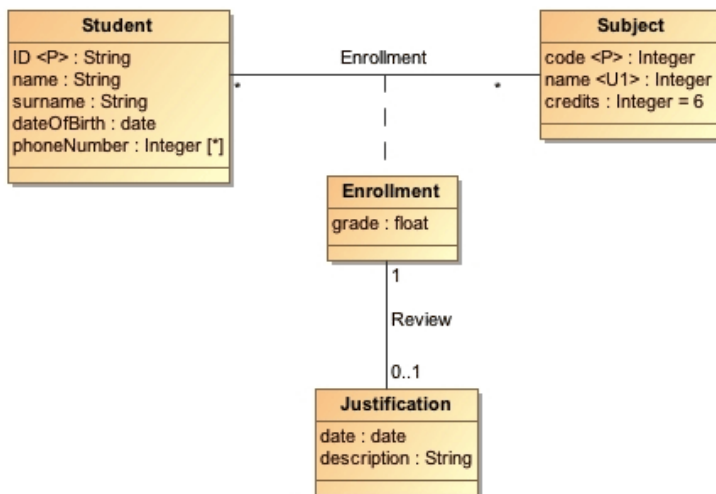 Student
ID <P> : String
name : String
surname : String
dateOfBirth : date
phoneNumber : Integer [*]
Enrollment
*
*
Subject
code <P> : Integer
name <U1> : Integer
credits : Integer = 6
Enrollment
grade : float
1
Review
0..1
Justification
date : date
description : String